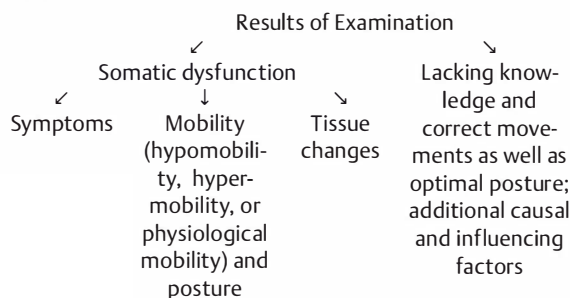 Results of Examination
↙ ↘
Somatic dysfunction
↙ ↓ ↘
Symptoms
Mobility
(hypomobili-
ty, hyper-
mobility, or
physiological
mobility) and
posture
Tissue
changes
Lacking know-
ledge and
correct move-
ments as well as
optimal posture;
additional causal
and influencing
factors